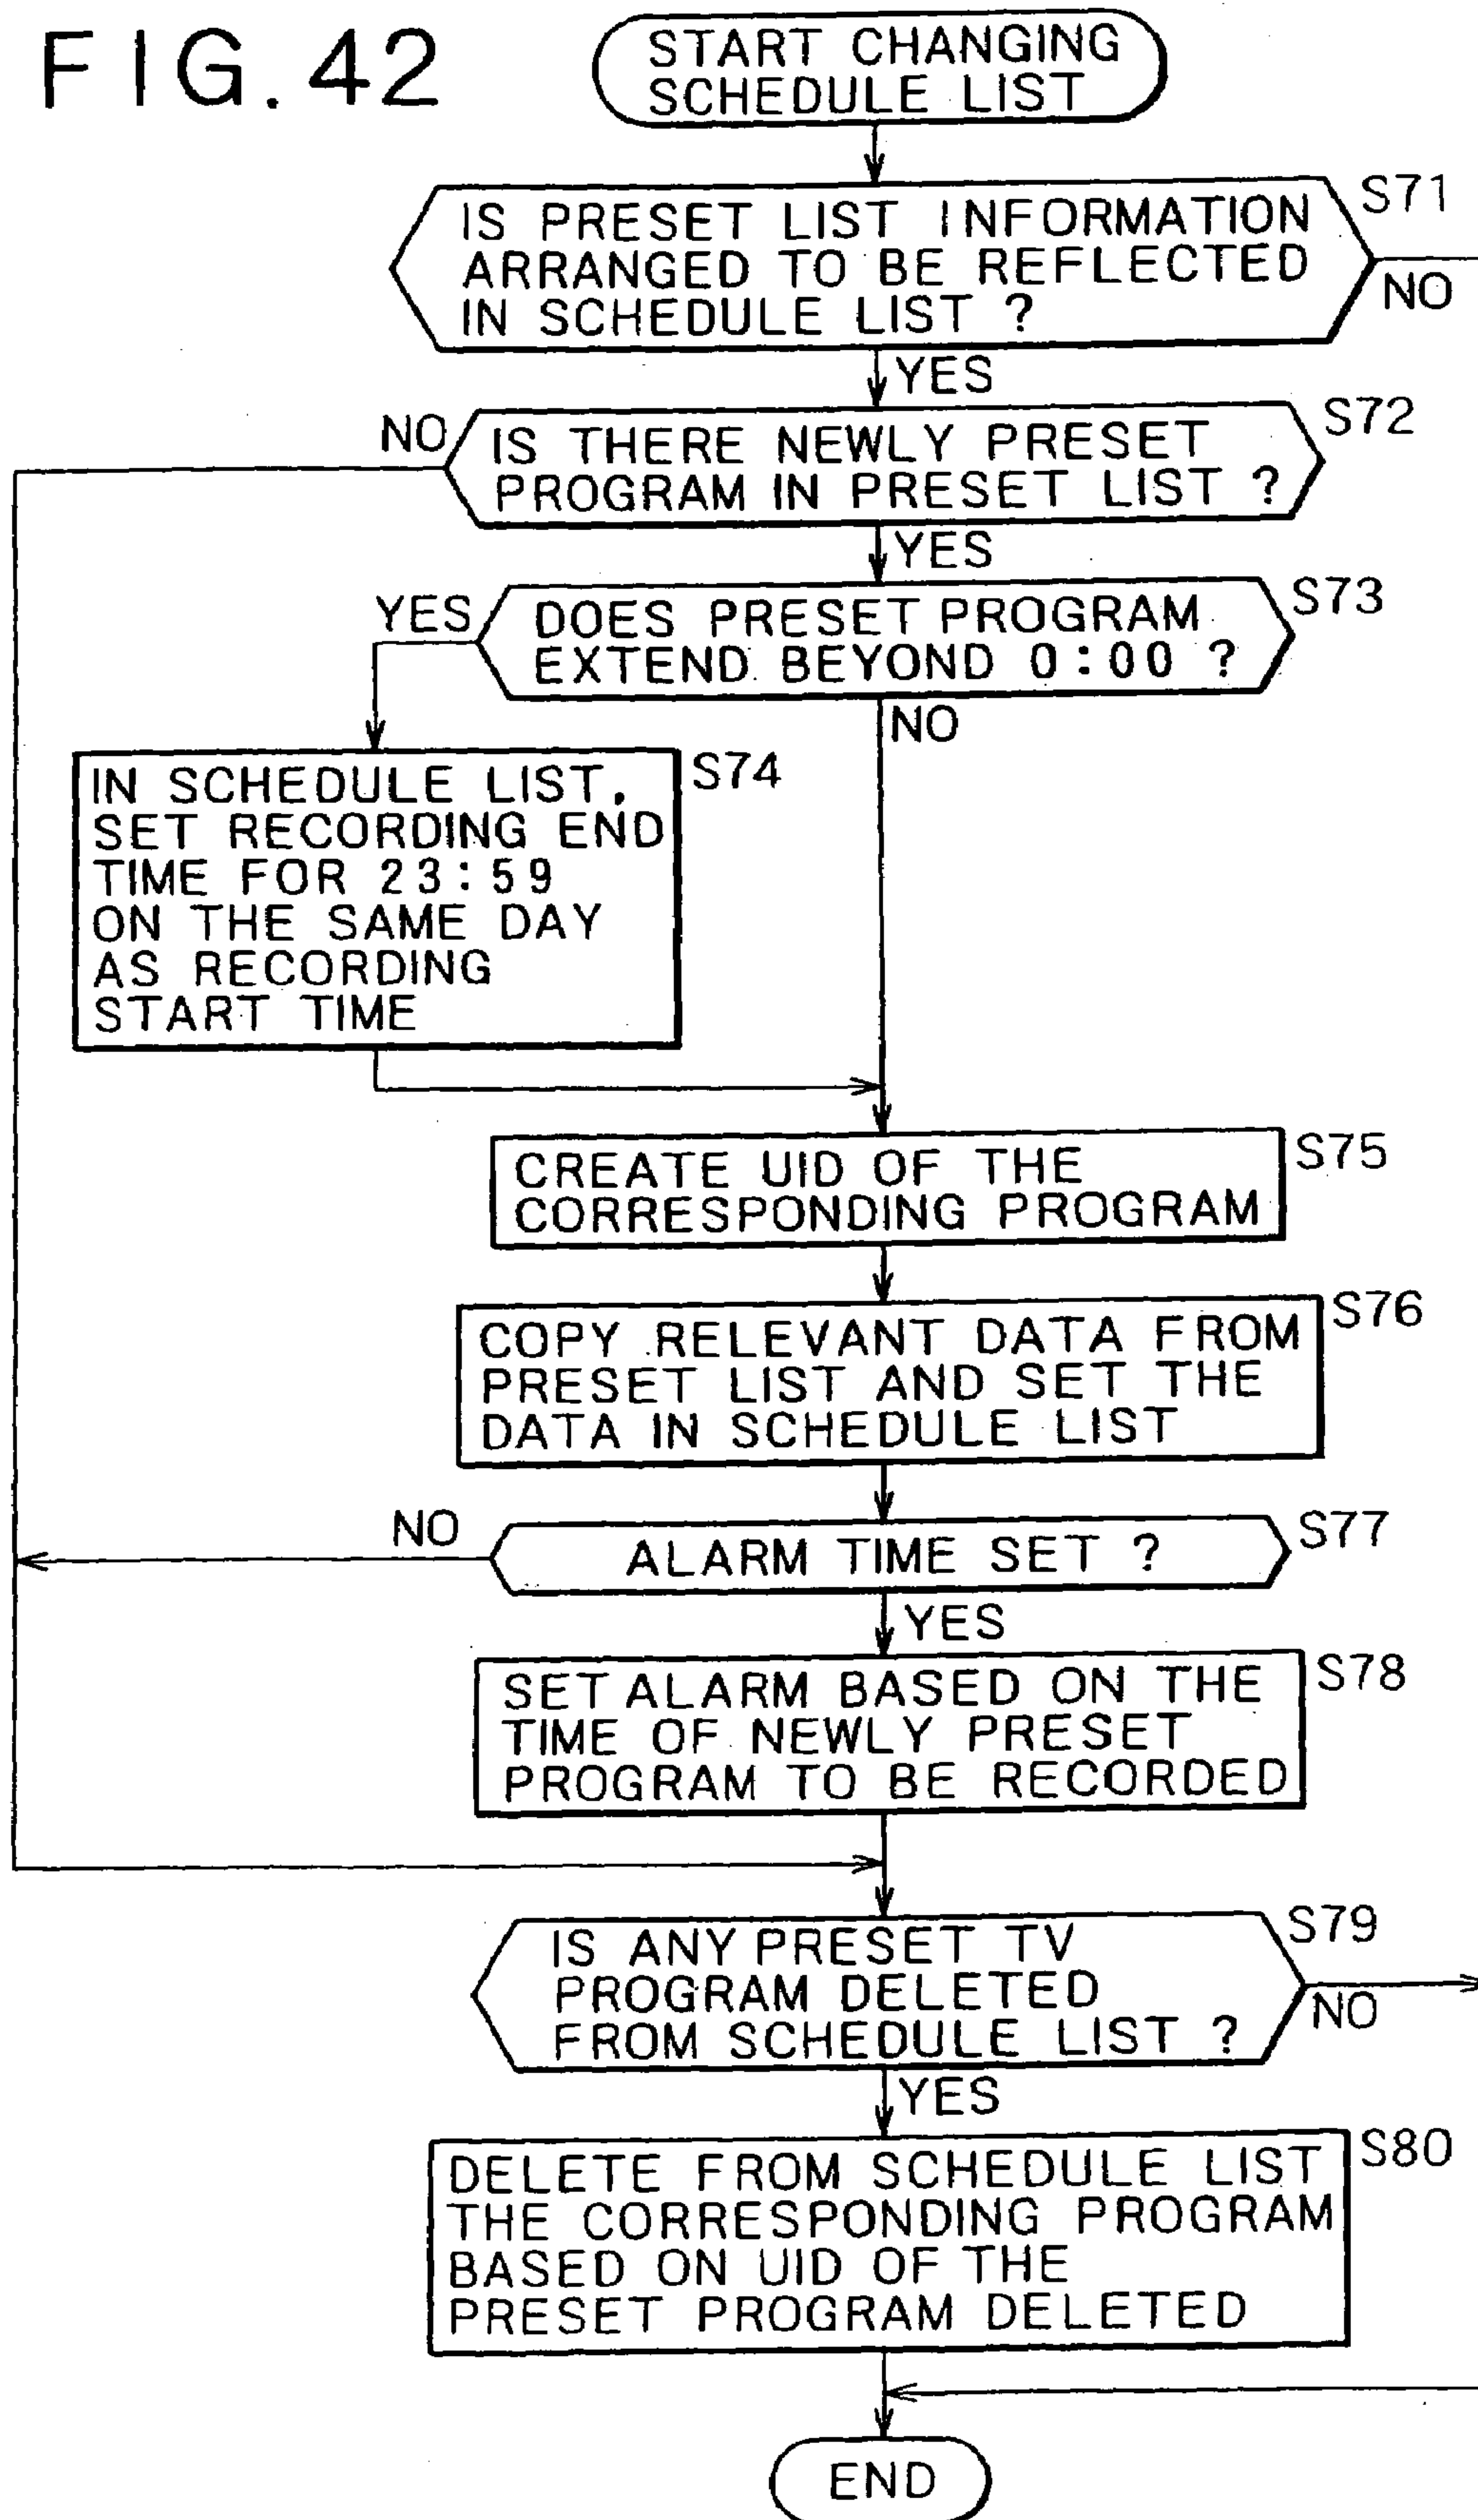 FIG. 42
START CHANGING
SCHEDULE LIST
S71
IS PRESET LIST INFORMATION
ARRANGED TO BE REFLECTED
IN SCHEDULE LIST ?
NO
YES
S72
NO
IS THERE NEWLY PRESET
PROGRAM IN PRESET LIST ?
YES
S73
YES
DOES PRESET PROGRAM
EXTEND BEYOND 0:00 ?
NO
S74
IN SCHEDULE LIST,
SET RECORDING END
TIME FOR 23:59
ON THE SAME DAY
AS RECORDING
START TIME
S75
CREATE UID OF THE
CORRESPONDING PROGRAM
S76
COPY RELEVANT DATA FROM
PRESET LIST AND SET THE
DATA IN SCHEDULE LIST
NO
S77
ALARM TIME SET ?
YES
S78
SET ALARM BASED ON THE
TIME OF NEWLY PRESET
PROGRAM TO BE RECORDED
S79
IS ANY PRESET TV
PROGRAM DELETED
FROM SCHEDULE LIST ?
NO
YES
S80
DELETE FROM SCHEDULE LIST
THE CORRESPONDING PROGRAM
BASED ON UID OF THE
PRESET PROGRAM DELETED
END